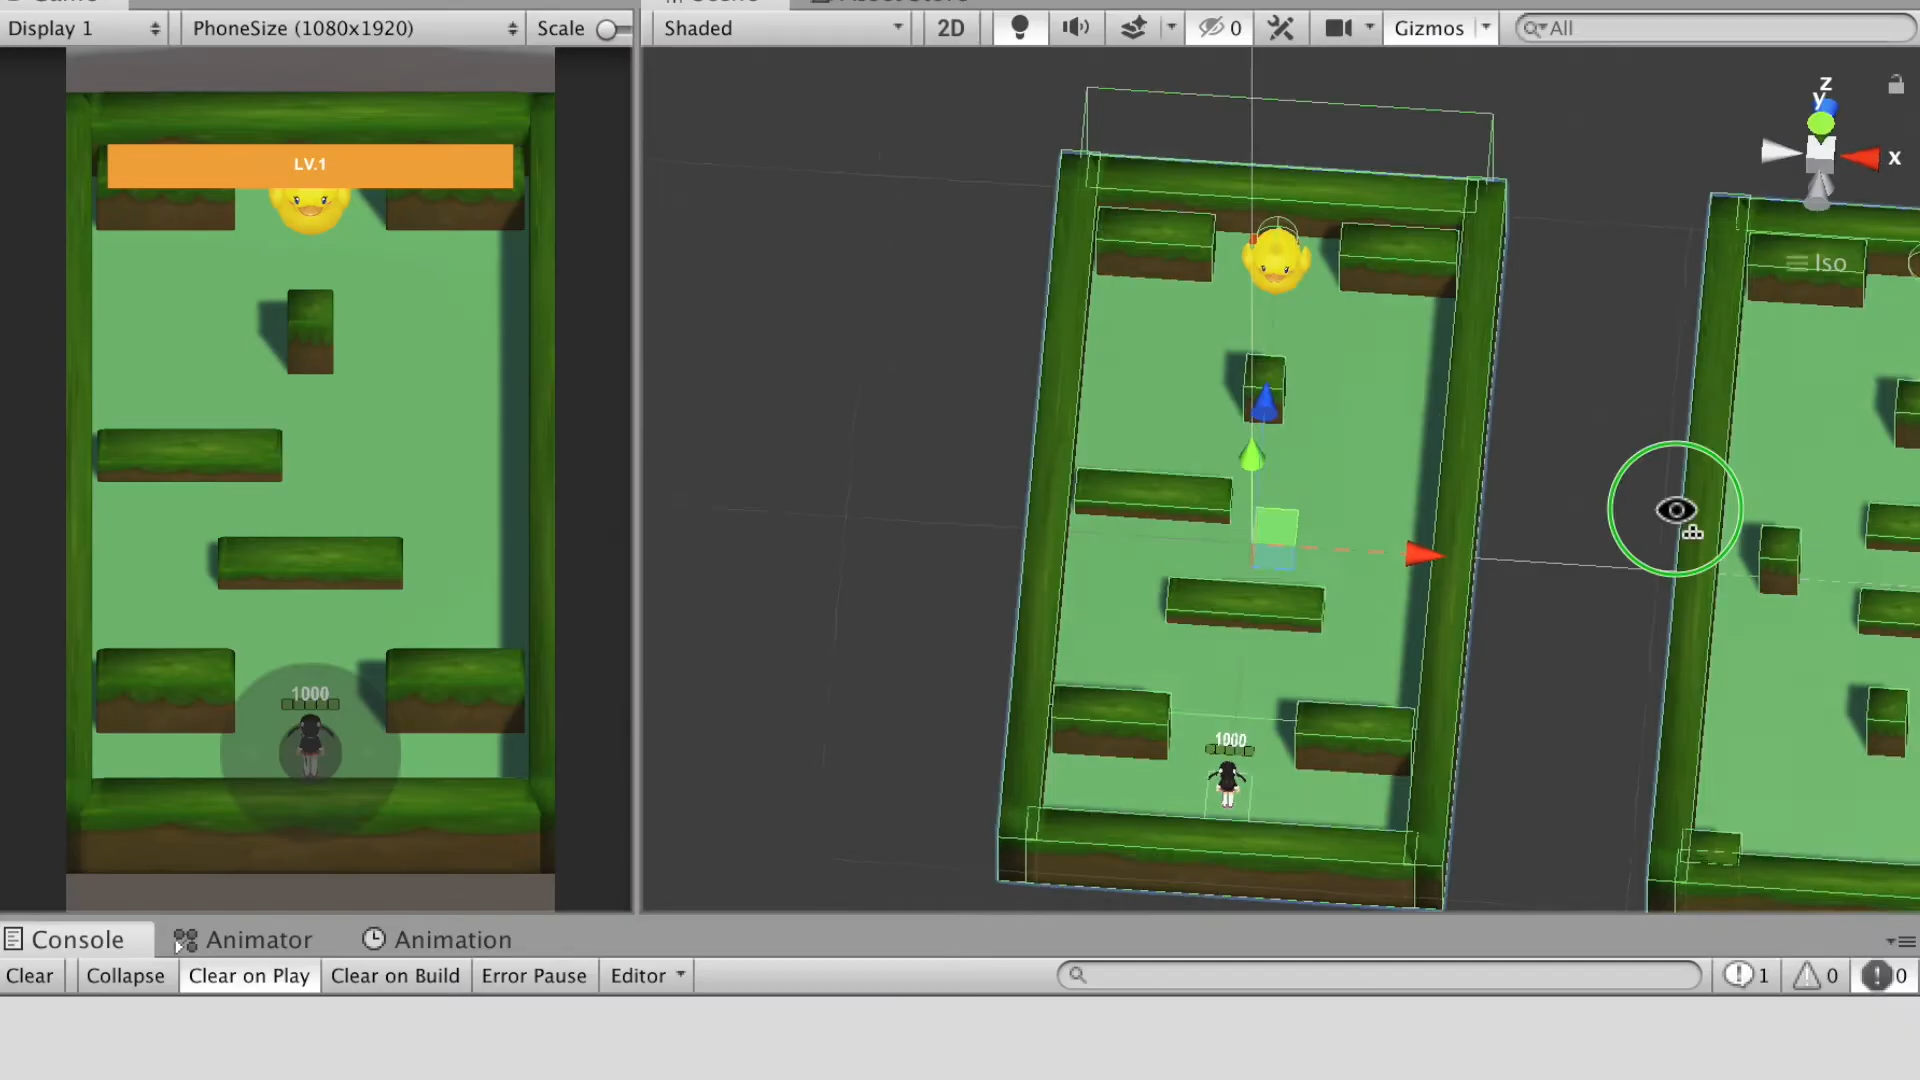 Display 1
PhoneSize (1080x1920)
Scale
Shaded
2D
0
Gizmos
All
LV.1
1000
z
y
x
Iso
1000
Console
Animator
Animation
Clear
Collapse
Clear on Play
Clear on Build
Error Pause
Editor
1
0
0